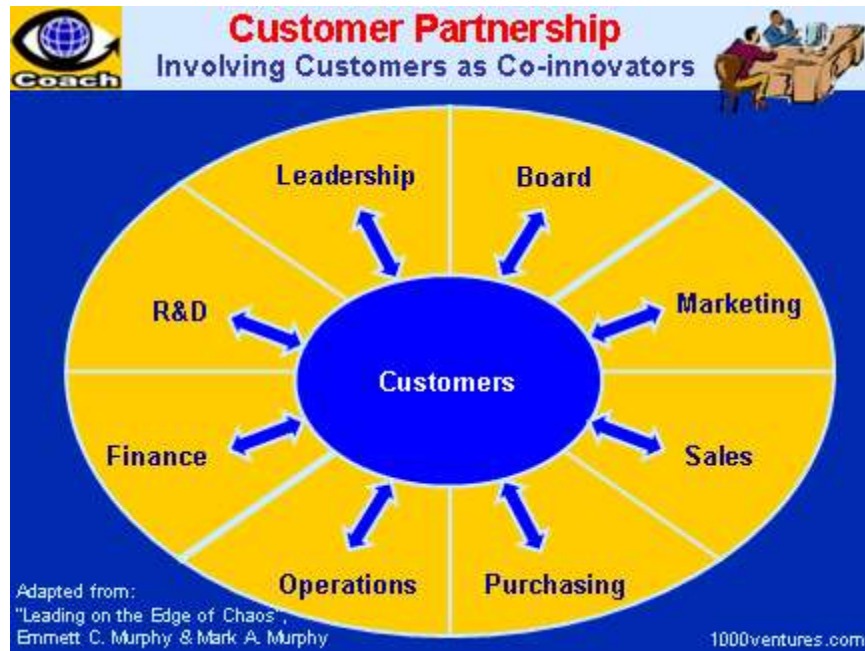 Coach
Customer Partnership
Involving Customers as Co-innovators
Leadership
Board
R&D
Marketing
Customers
Finance
Sales
Operations
Purchasing
Adapted from:
"Leading on the Edge of Chaos",
Emmett C. Murphy & Mark A. Murphy
1000ventures.com